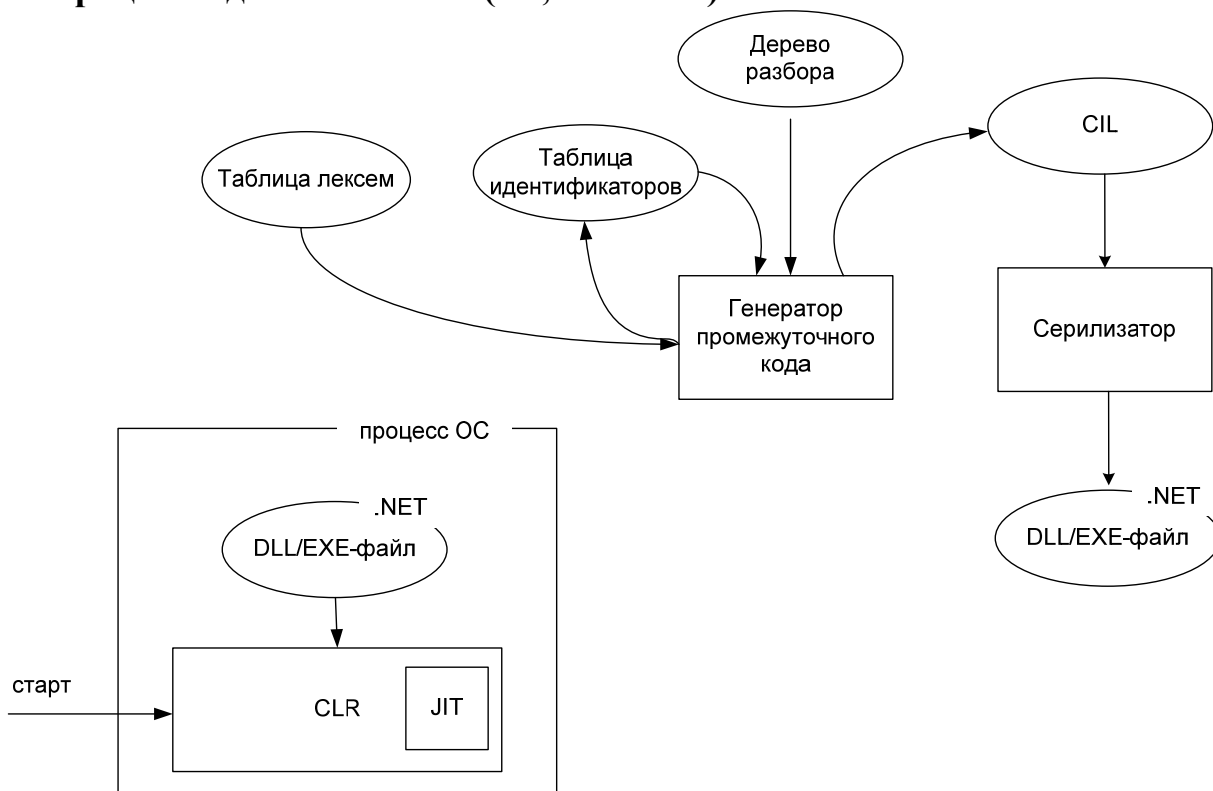 Дерево
разбора
CIL
Таблица лексем
Таблица
идентификаторов
Генератор
промежуточного
кода
Серилизатор
процесс ОС
.NET
DLL/EXE-файл
.NET
DLL/EXE-файл
старт
CLR
JIT